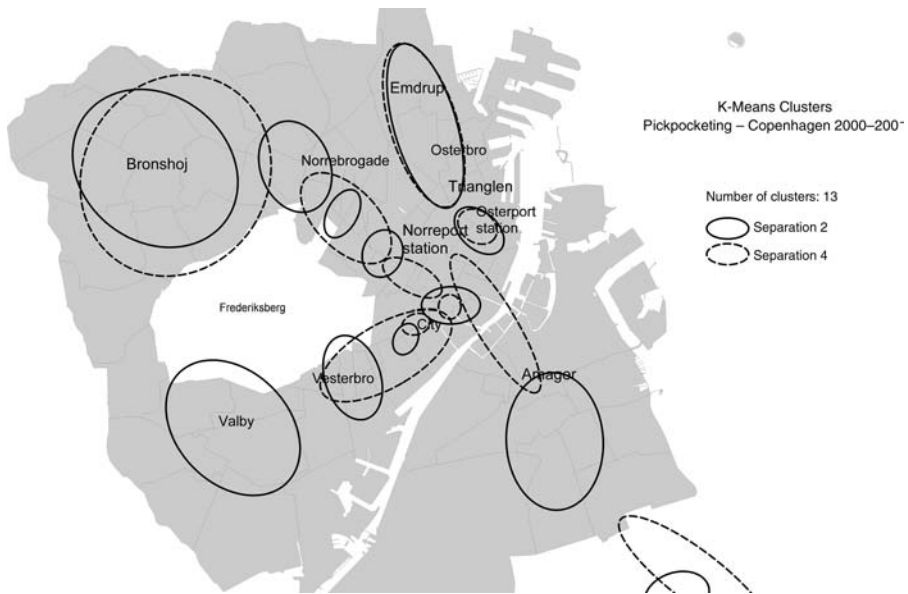 K-Means Clusters
Pickpocketing – Copenhagen 2000–200
Number of clusters: 13
Separation 2
Separation 4
Emdrup
Osterbro
Norrebrogade
Bronshoj
Trianglen
Osterport
station
Norreport
station
Frederiksberg
City
Vesterbro
Amager
Valby